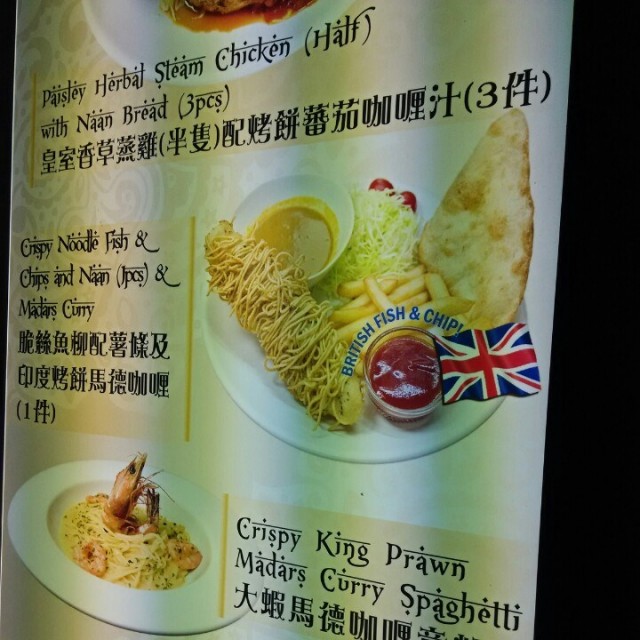 Paisley Herbal Steam Chicken (Half)
with Naan Bread (3pcs)
皇室香草蒸雞(半隻)配烤餅蕃茄咖喱汁(3件)
Crispy Noodle Fish &
Chips and Naan (1pcs) &
Madars Curry
脆絲魚柳配薯條及
印度烤餅馬德咖喱
(1件)
BRITISH FISH & CHIP!
Crispy King Prawn
Madars Curry Spaghetti
大蝦馬德咖喱意